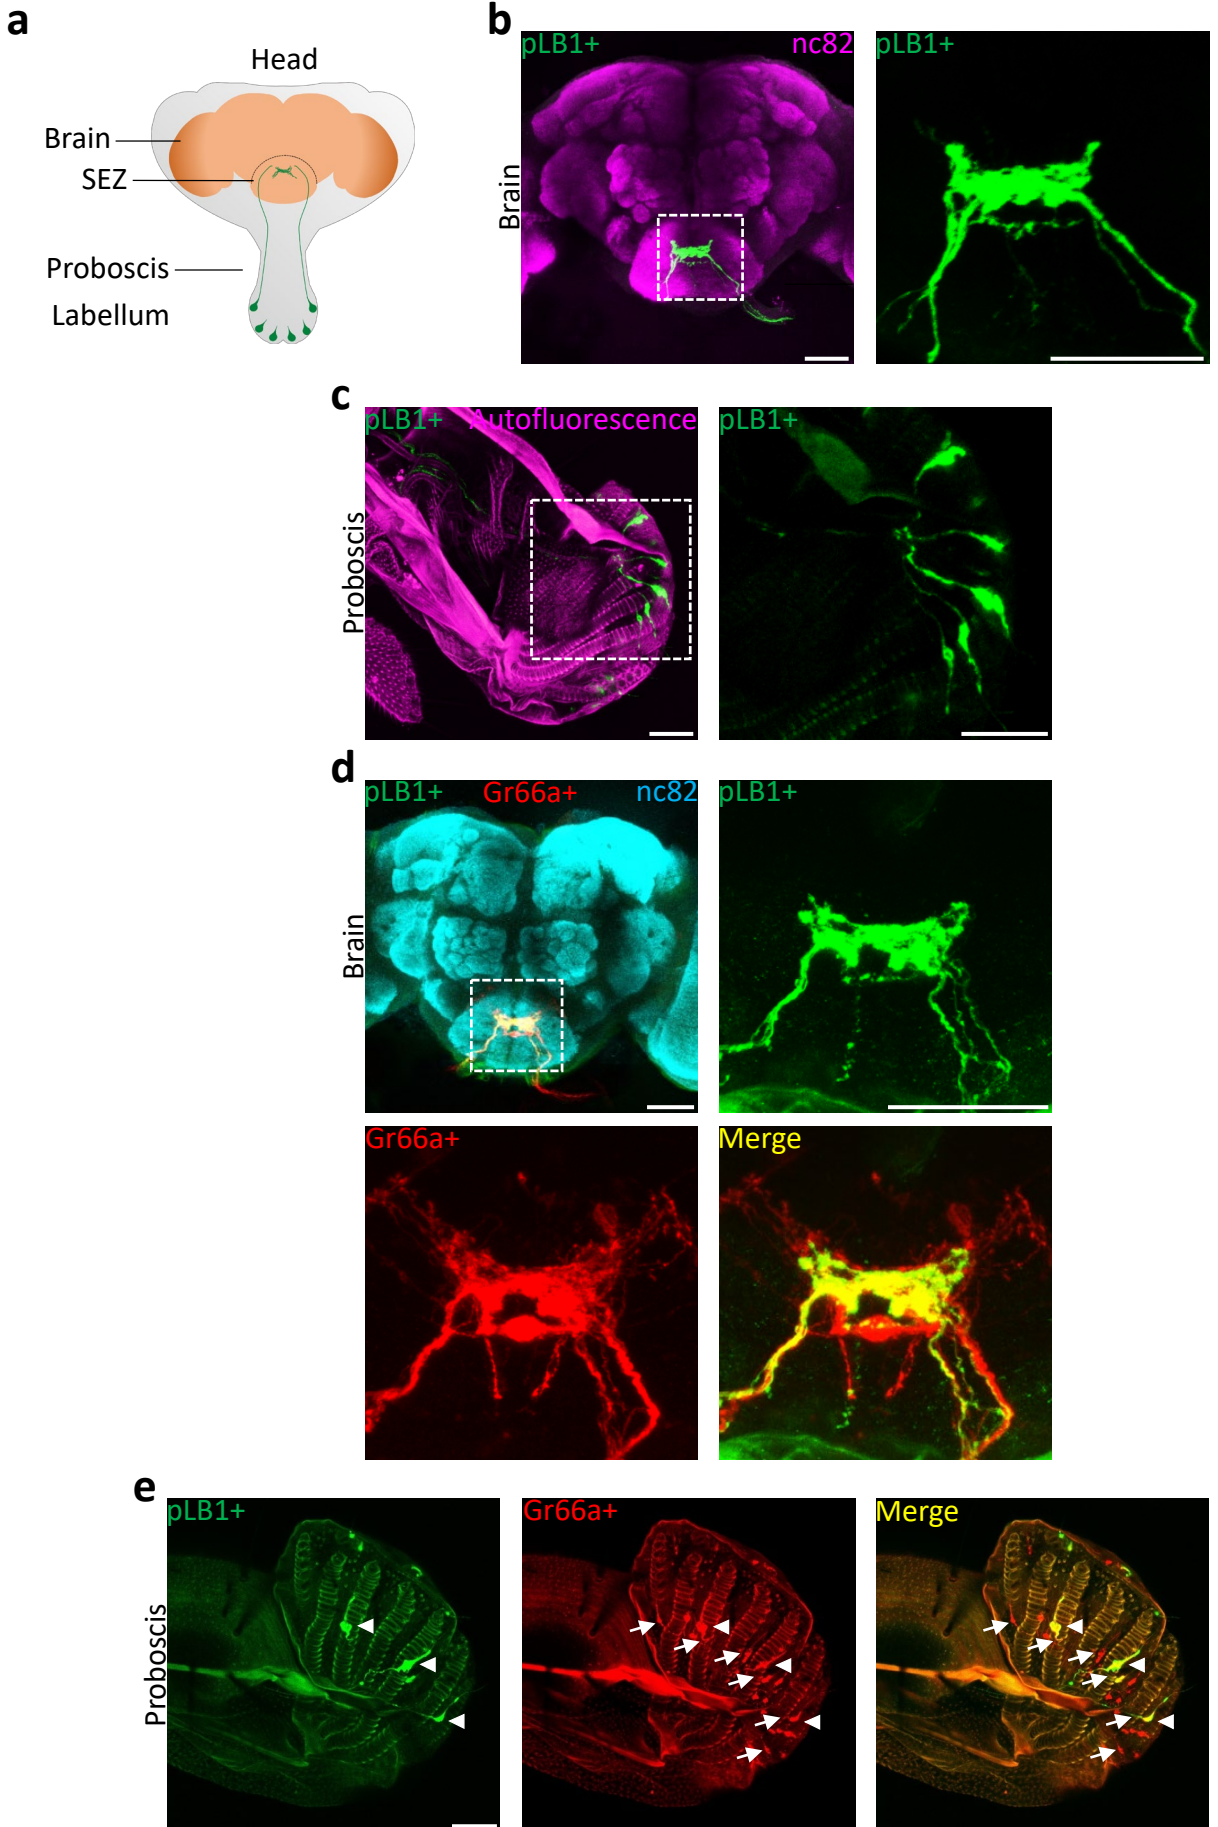 a
Head
Brain
SEZ
Proboscis
Labellum
b
pLB1+ nc82
pLB1+
Brain
c
pLB1+ Autofluorescence
pLB1+
Proboscis
d
pLB1+ Gr66a+ nc82
pLB1+
Brain
Gr66a+
Merge
e
pLB1+
Gr66a+
Merge
Proboscis